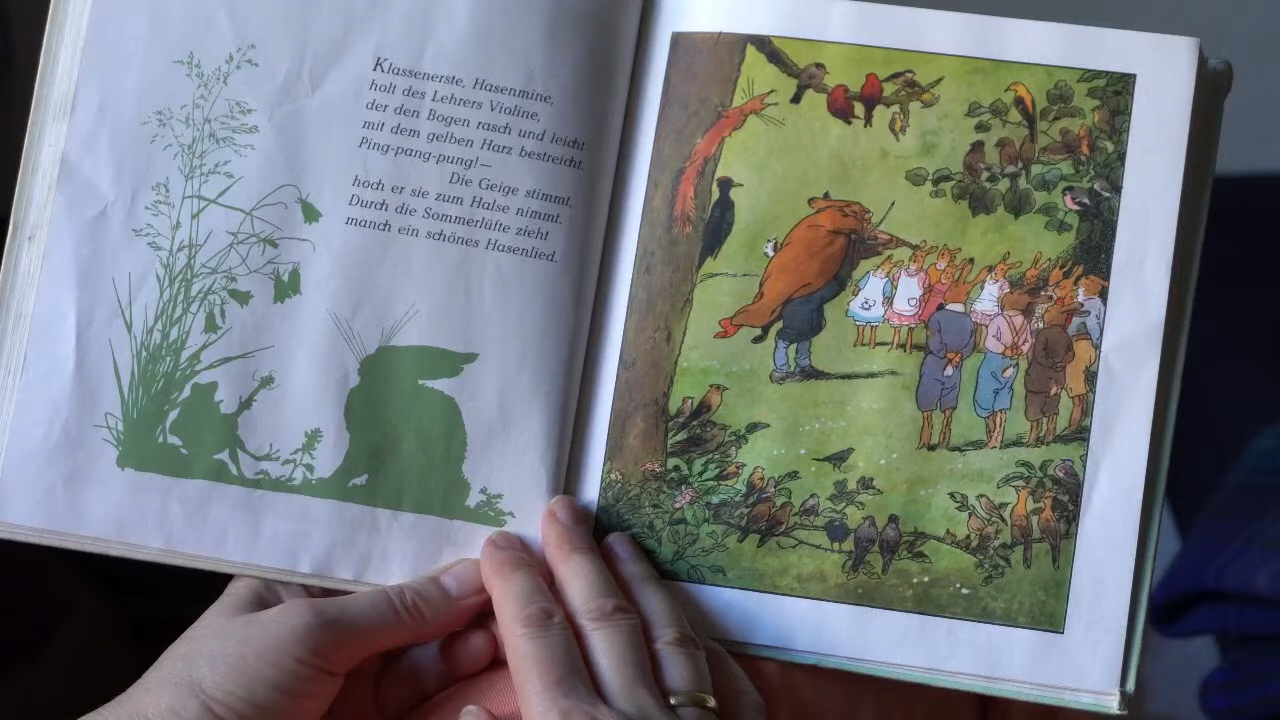 Klassenerste, Hasenmine,
holt des Lehrers Violine,
der den Bogen rasch und leicht
mit dem gelben Harz bestreicht.
Ping-pang-pung!—
Die Geige stimmt,
hoch er sie zum Halse nimmt.
Durch die Sommerlüfte zieht
manch ein schönes Hasenlied.